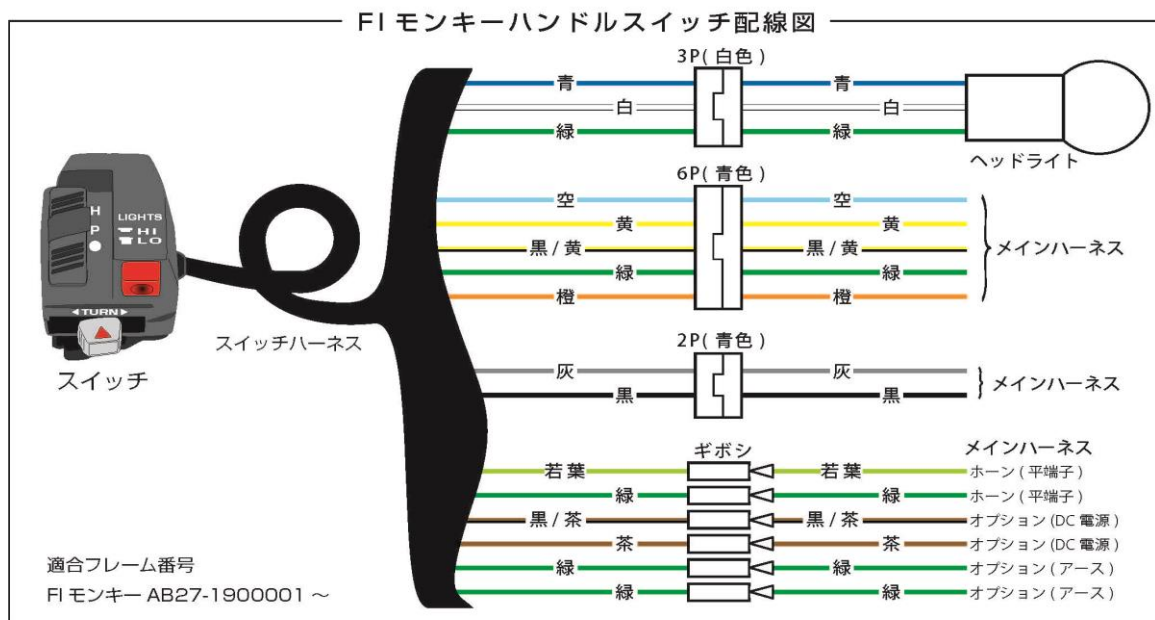 FI モンキーハンドルスイッチ配線図
3P( 白色 )
青 青
白 白
緑 緑
ヘッドライト
6P( 青色 )
空 空
黄 黄
黒 / 黄 黒 / 黄
緑 緑
橙 橙
メインハーネス
2P( 青色 )
灰 灰
黒 黒
メインハーネス
ギボシ メインハーネス
若葉 若葉 ホーン ( 平端子 )
緑 緑 ホーン ( 平端子 )
黒 / 茶 黒 / 茶 オプション (DC 電源 )
茶 茶 オプション (DC 電源 )
緑 緑 オプション ( アース )
緑 緑 オプション ( アース )
H
P
LIGHTS
HI
LO
◄TURN►
スイッチ
スイッチハーネス
適合フレーム番号
FI モンキー AB27-1900001 ～